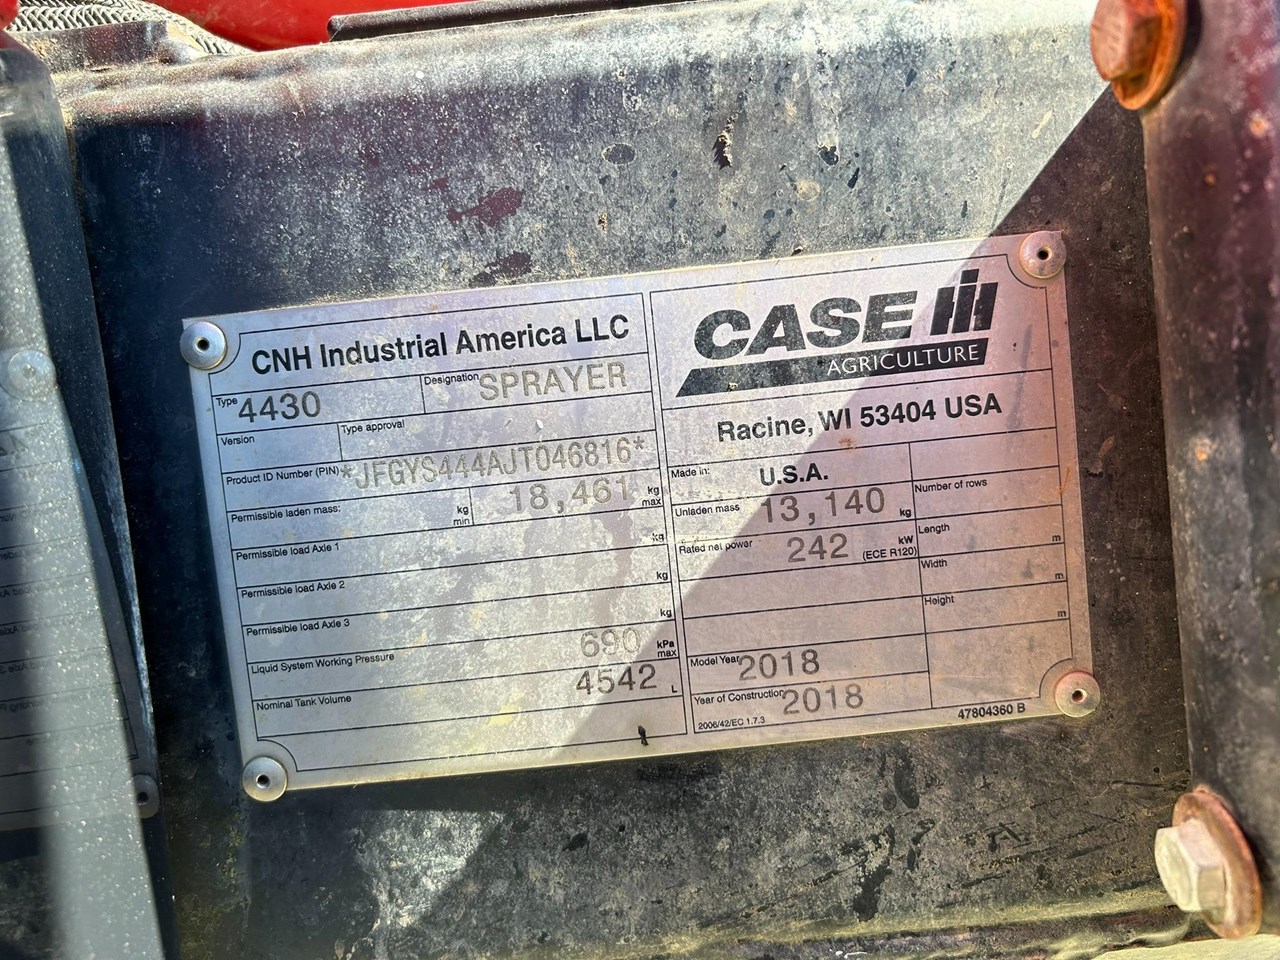 CNH Industrial America LLC
Type 4430
Designation SPRAYER
Version
Type approval
Product ID Number (PIN) *JFGYS444AJT046816*
Permissible laden mass: kg min 18,461 kg max
Permissible load Axle 1 kg
Permissible load Axle 2 kg
Permissible load Axle 3 kg
Liquid System Working Pressure 690 kPa max
Nominal Tank Volume 4542 L
CASE IH
AGRICULTURE
Racine, WI 53404 USA
Made in: U.S.A.
Unladen mass 13,140 kg
Rated net power 242 kW (ECE R120)
Number of rows
Length m
Width m
Height m
Model Year 2018
Year of Construction 2018
2006/42/EC 1.7.3
47804360 B